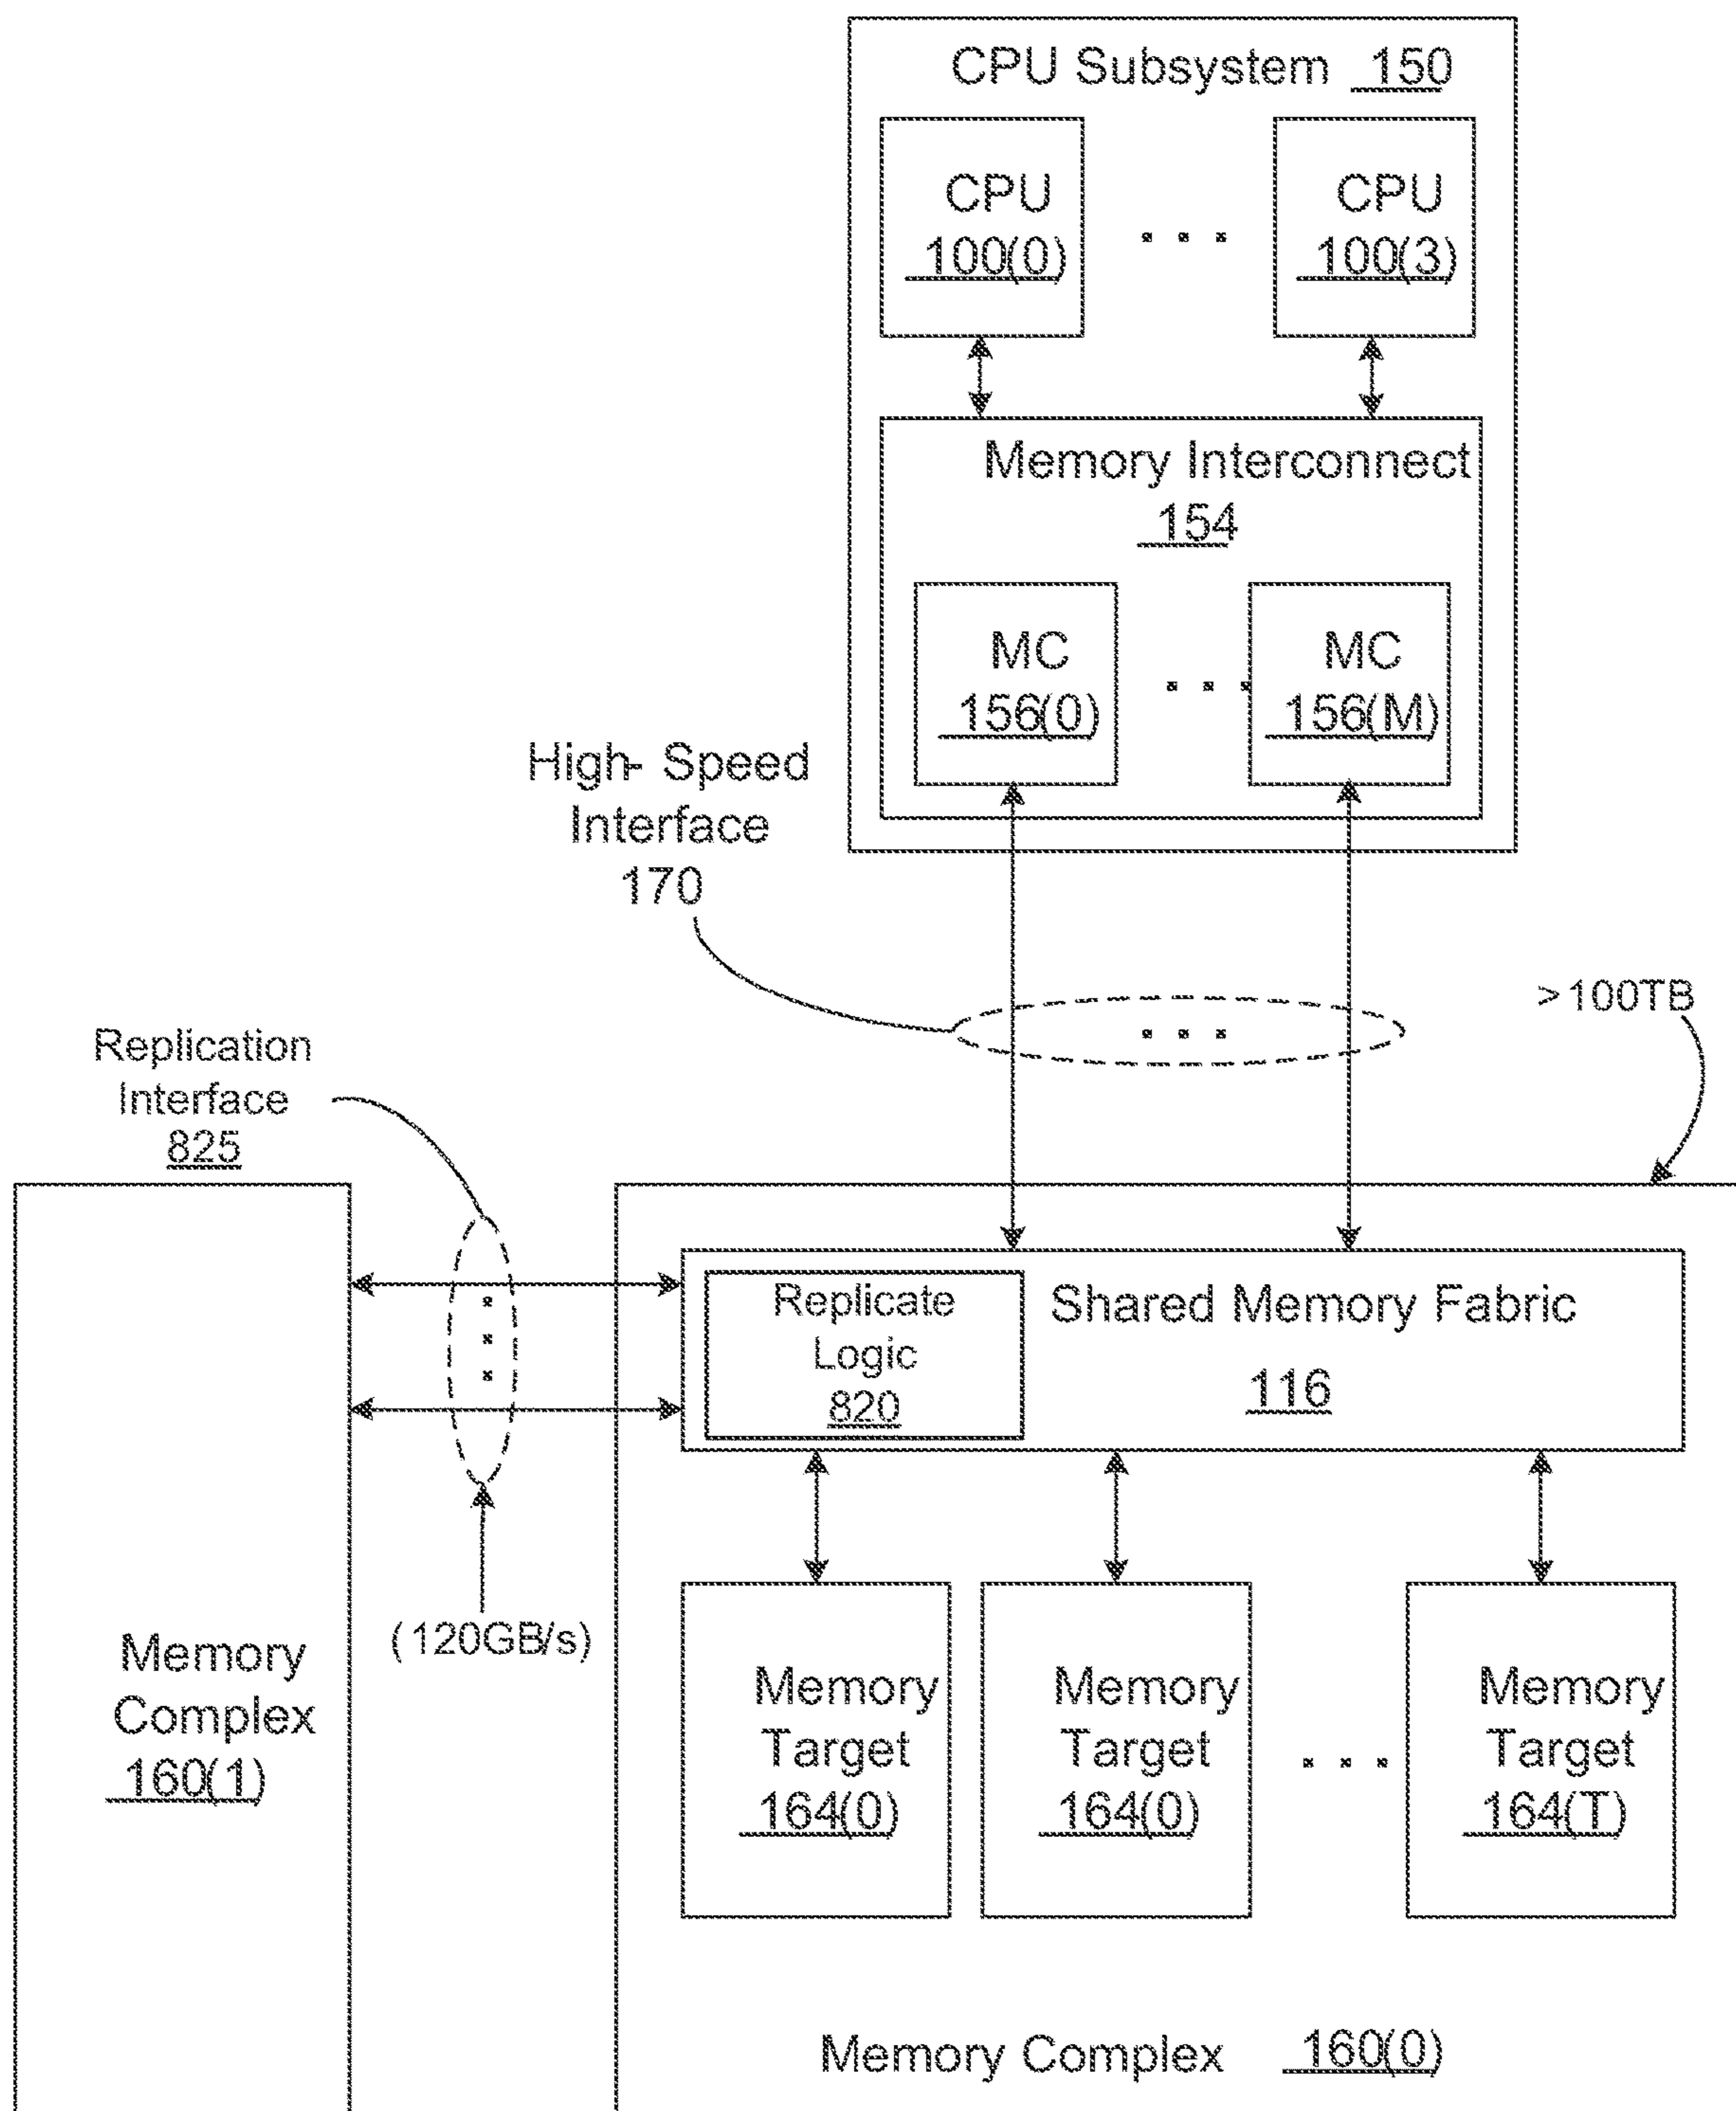 CPU Subsystem 150
CPU
100(0)
. . .
CPU
100(3)
Memory Interconnect
154
MC
156(0)
. . .
MC
156(M)
High- Speed
Interface
170
. . .
>100TB
Replication
Interface
825
Replicate
Logic
820
Shared Memory Fabric
116
(120GB/s)
Memory
Complex
160(1)
Memory
Target
164(0)
Memory
Target
164(0)
. . .
Memory
Target
164(T)
Memory Complex 160(0)